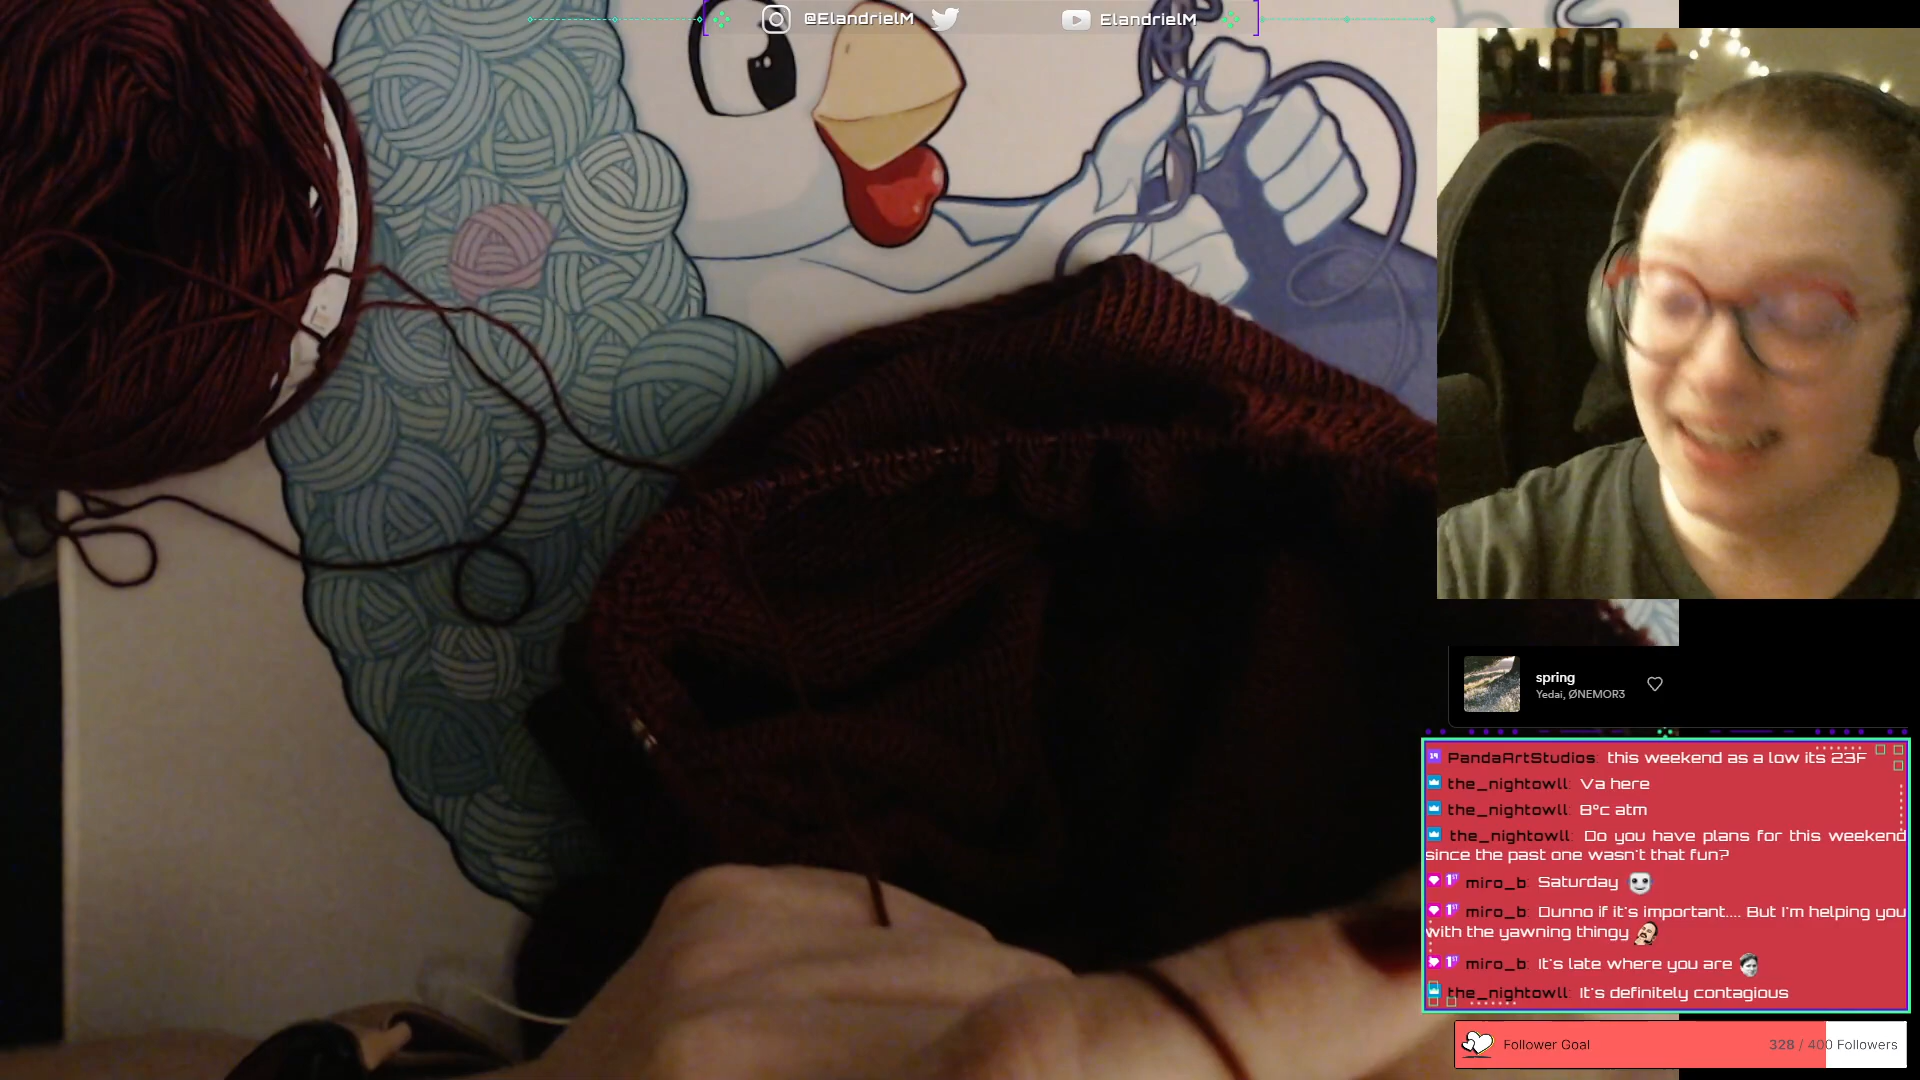 @ElandrielM ElandrielM
spring
Yedai, ØNEMOR3
PandaArtStudios: this weekend as a low its 23F
the_nightowll: Va here
the_nightowll: 8°c atm
the_nightowll: Do you have plans for this weekend
since the past one wasn't that fun?
1ST miro_b: Saturday
1ST miro_b: Dunno if it's important.... But I'm helping you
with the yawning thingy
1ST miro_b: It's late where you are
the_nightowll: It's definitely contagious
Follower Goal 328 / 400 Followers